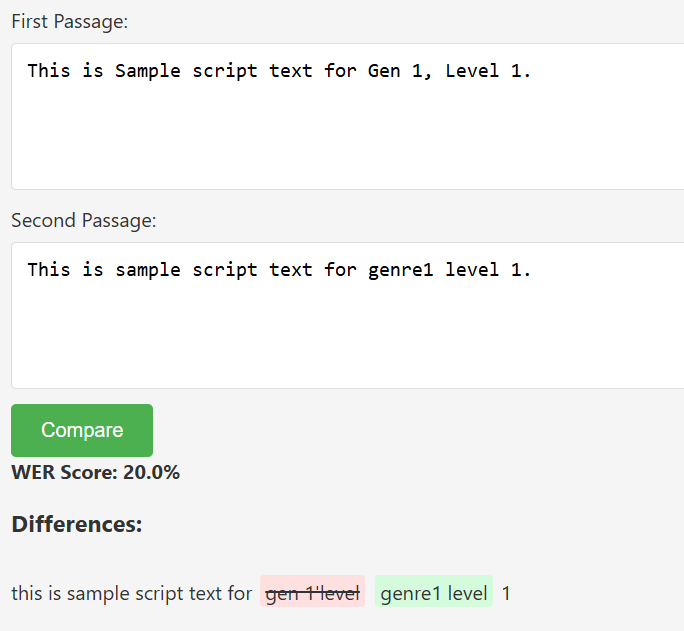 First Passage:
This is Sample script text for Gen 1, Level 1.
Second Passage:
This is sample script text for genre1 level 1.
Compare
WER Score: 20.0%
Differences:
this is sample script text for gen 1'level genre1 level 1